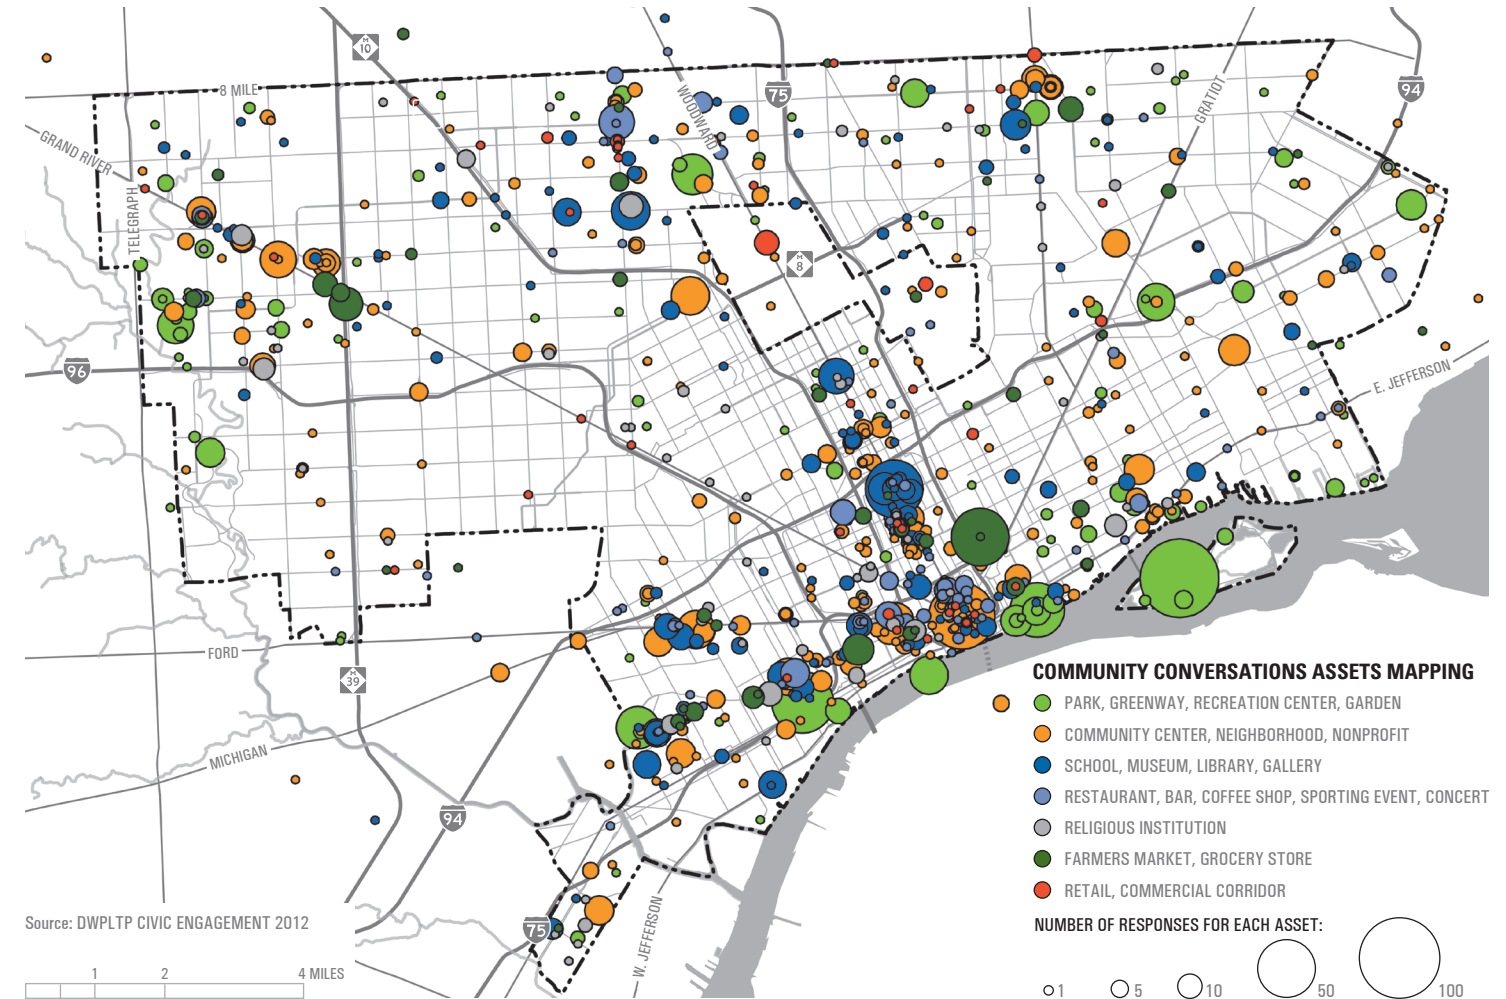 M
10
8 MILE
WOODWARD
75
GRATIOT
94
GRAND RIVER
TELEGRAPH
M
8
96
E. JEFFERSON
FORD
M
39
MICHIGAN
94
75
W. JEFFERSON
COMMUNITY CONVERSATIONS ASSETS MAPPING
PARK, GREENWAY, RECREATION CENTER, GARDEN
COMMUNITY CENTER, NEIGHBORHOOD, NONPROFIT
SCHOOL, MUSEUM, LIBRARY, GALLERY
RESTAURANT, BAR, COFFEE SHOP, SPORTING EVENT, CONCERT
RELIGIOUS INSTITUTION
FARMERS MARKET, GROCERY STORE
RETAIL, COMMERCIAL CORRIDOR
NUMBER OF RESPONSES FOR EACH ASSET:
1 5 10 50 100
Source: DWPLTP CIVIC ENGAGEMENT 2012
1 2 4 MILES